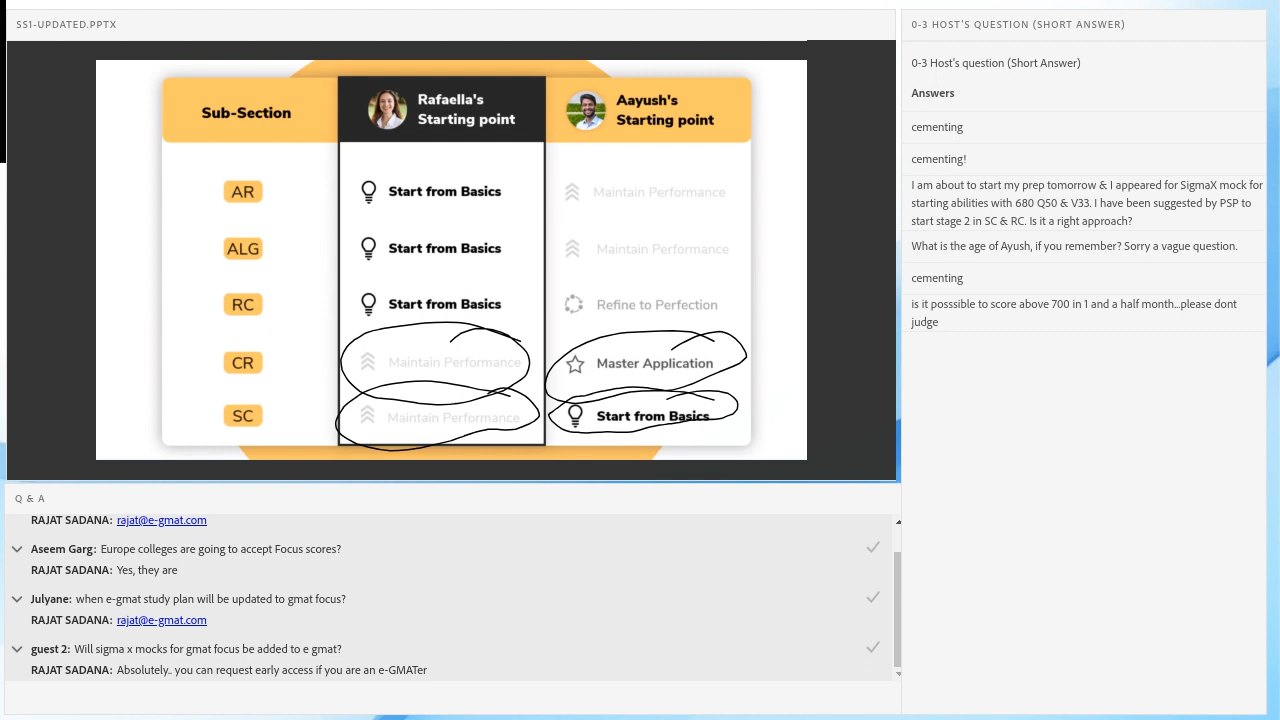 SS1-UPDATED.PPTX
Sub-Section
Rafaella's
Starting point
Aayush's
Starting point
AR
Start from Basics
Maintain Performance
ALG
Start from Basics
Maintain Performance
RC
Start from Basics
Refine to Perfection
CR
Maintain Performance
Master Application
SC
Maintain Performance
Start from Basics
Q & A
RAJAT SADANA: rajat@e-gmat.com
Aseem Garg: Europe colleges are going to accept Focus scores?
RAJAT SADANA: Yes, they are
Julyane: when e-gmat study plan will be updated to gmat focus?
RAJAT SADANA: rajat@e-gmat.com
guest 2: Will sigma x mocks for gmat focus be added to e gmat?
RAJAT SADANA: Absolutely.. you can request early access if you are an e-GMATer
0-3 HOST'S QUESTION (SHORT ANSWER)
0-3 Host's question (Short Answer)
Answers
cementing
cementing!
I am about to start my prep tomorrow & I appeared for SigmaX mock for
starting abilities with 680 Q50 & V33. I have been suggested by PSP to
start stage 2 in SC & RC. Is it a right approach?
What is the age of Ayush, if you remember? Sorry a vague question.
cementing
is it posssible to score above 700 in 1 and a half month...please dont
judge